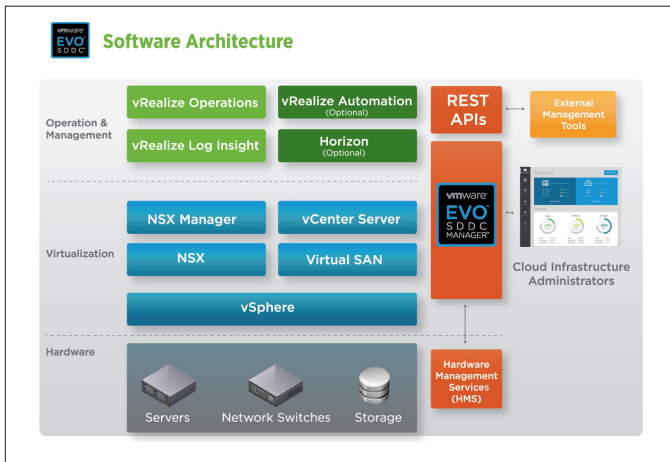 vmware
EVO
SDDC
Software Architecture
Operation &
Management
vRealize Operations
vRealize Automation
(Optional)
vRealize Log Insight
Horizon
(Optional)
REST
APIs
External
Management
Tools
Virtualization
NSX Manager
vCenter Server
NSX
Virtual SAN
vSphere
vmware®
EVO
SDDC
MANAGER™
Cloud Infrastructure
Administrators
Hardware
Servers
Network Switches
Storage
Hardware
Management
Services
(HMS)